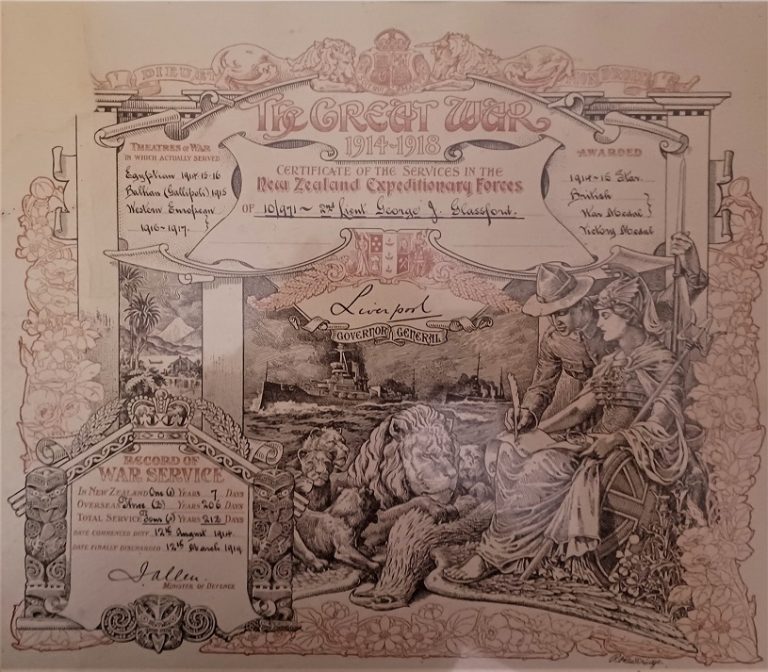 DIEU ET MON DROIT
The GREAT WAR
1914-1918
CERTIFICATE OF THE SERVICES IN THE
New Zealand Expeditionary Forces
OF 10/971 ~ 2nd Lieut George J. Glassford.
THEATRES OF WAR
IN WHICH ACTUALLY SERVED
Egyptian 1914-15-16
Balkan (Gallipoli) 1915
Western European
1916-1917.
AWARDED
1914-15 Star.
British
War Medal
Victory Medal
Liverpool
GOVERNOR GENERAL
RECORD OF
WAR SERVICE
IN NEW ZEALAND One (1) YEARS 7 DAYS
OVERSEAS Three (3) YEARS 206 DAYS
TOTAL SERVICE Four (4) YEARS 212 DAYS
DATE COMMENCED DUTY 12th August 1914.
DATE FINALLY DISCHARGED 12th March 1919
J Allen.
MINISTER OF DEFENCE